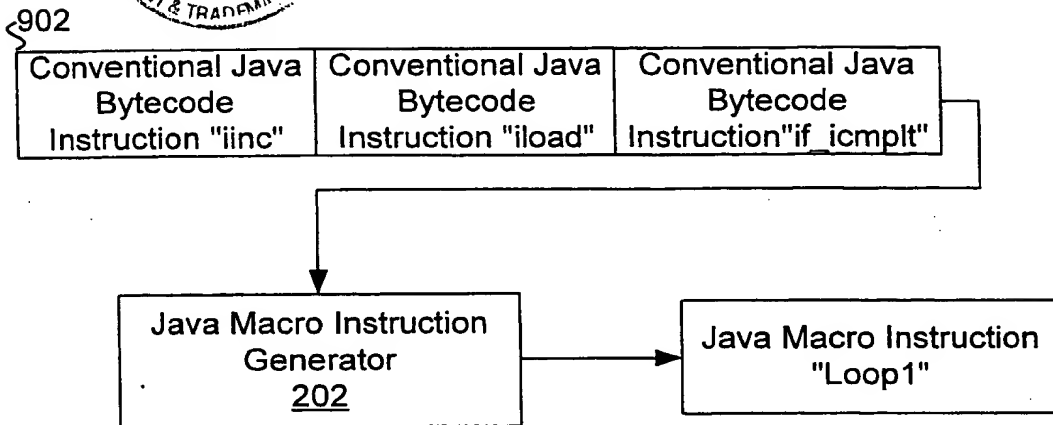 & TRADEM
902
Conventional Java
Bytecode
Instruction "iinc"
Conventional Java
Bytecode
Instruction "iload"
Conventional Java
Bytecode
Instruction"if_icmplt"
Java Macro Instruction
Generator
202
Java Macro Instruction
"Loop1"